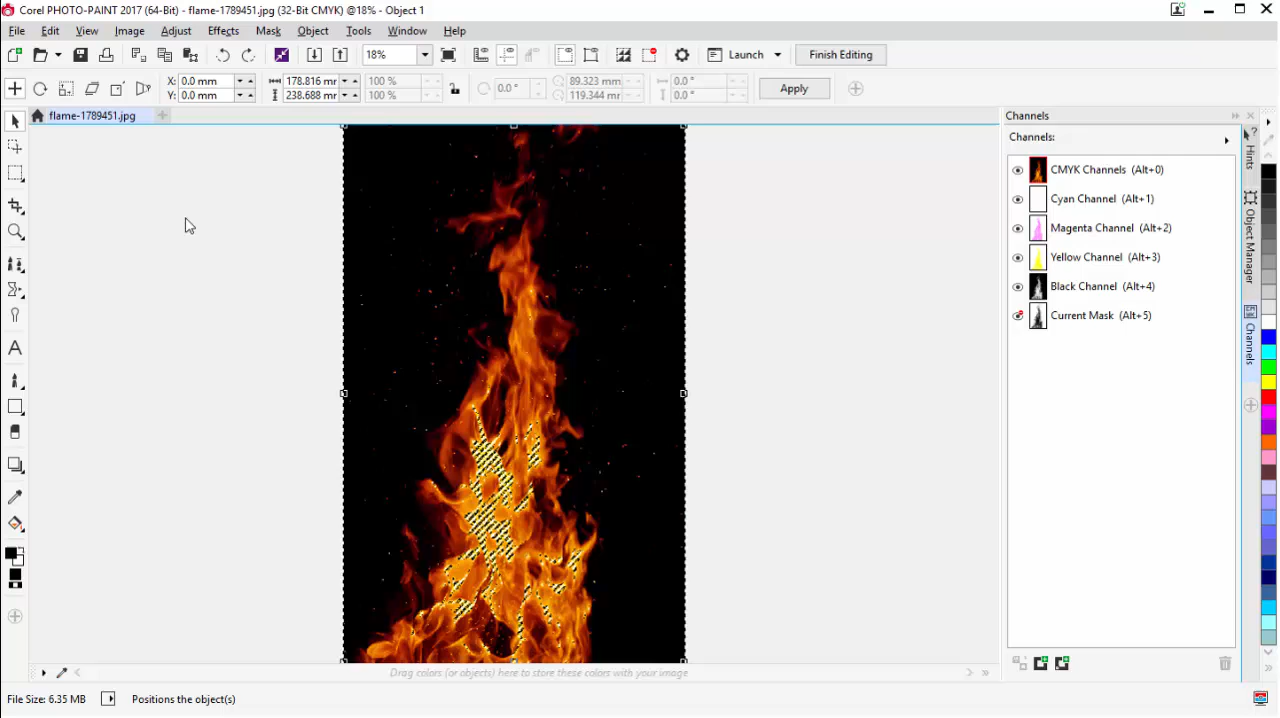 Corel PHOTO-PAINT 2017 (64-Bit) - flame-1789451.jpg (32-Bit CMYK) @18% - Object 1
File Edit View Image Adjust Effects Mask Object Tools Window Help
18% Launch Finish Editing
X: 0.0 mm 178.816 mr 100 % 0.0 ° 89.323 mm 0.0 ° Apply
Y: 0.0 mm 238.688 mr 100 % 119.344 mr 0.0 °
flame-1789451.jpg
Channels
Channels:
CMYK Channels (Alt+0)
Cyan Channel (Alt+1)
Magenta Channel (Alt+2)
Yellow Channel (Alt+3)
Black Channel (Alt+4)
Current Mask (Alt+5)
Hints
Object Manager
Channels
Drag colors (or objects) here to store these colors with your image
File Size: 6.35 MB Positions the object(s)